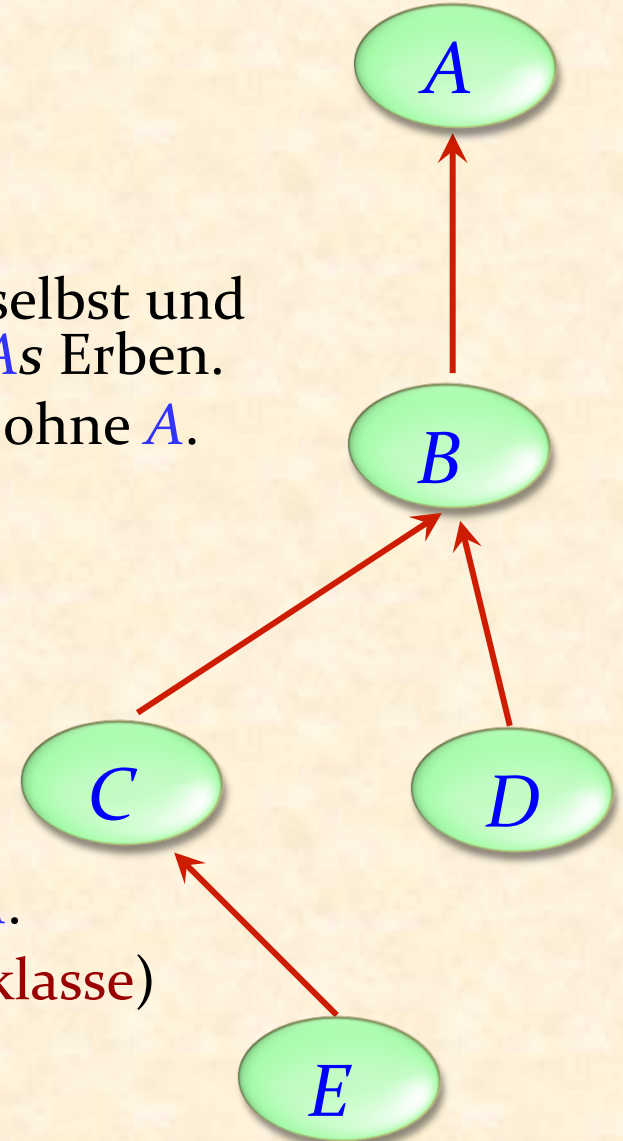 A
selbst und
As Erben.
ohne A.
B
C
D
.
klasse)
E